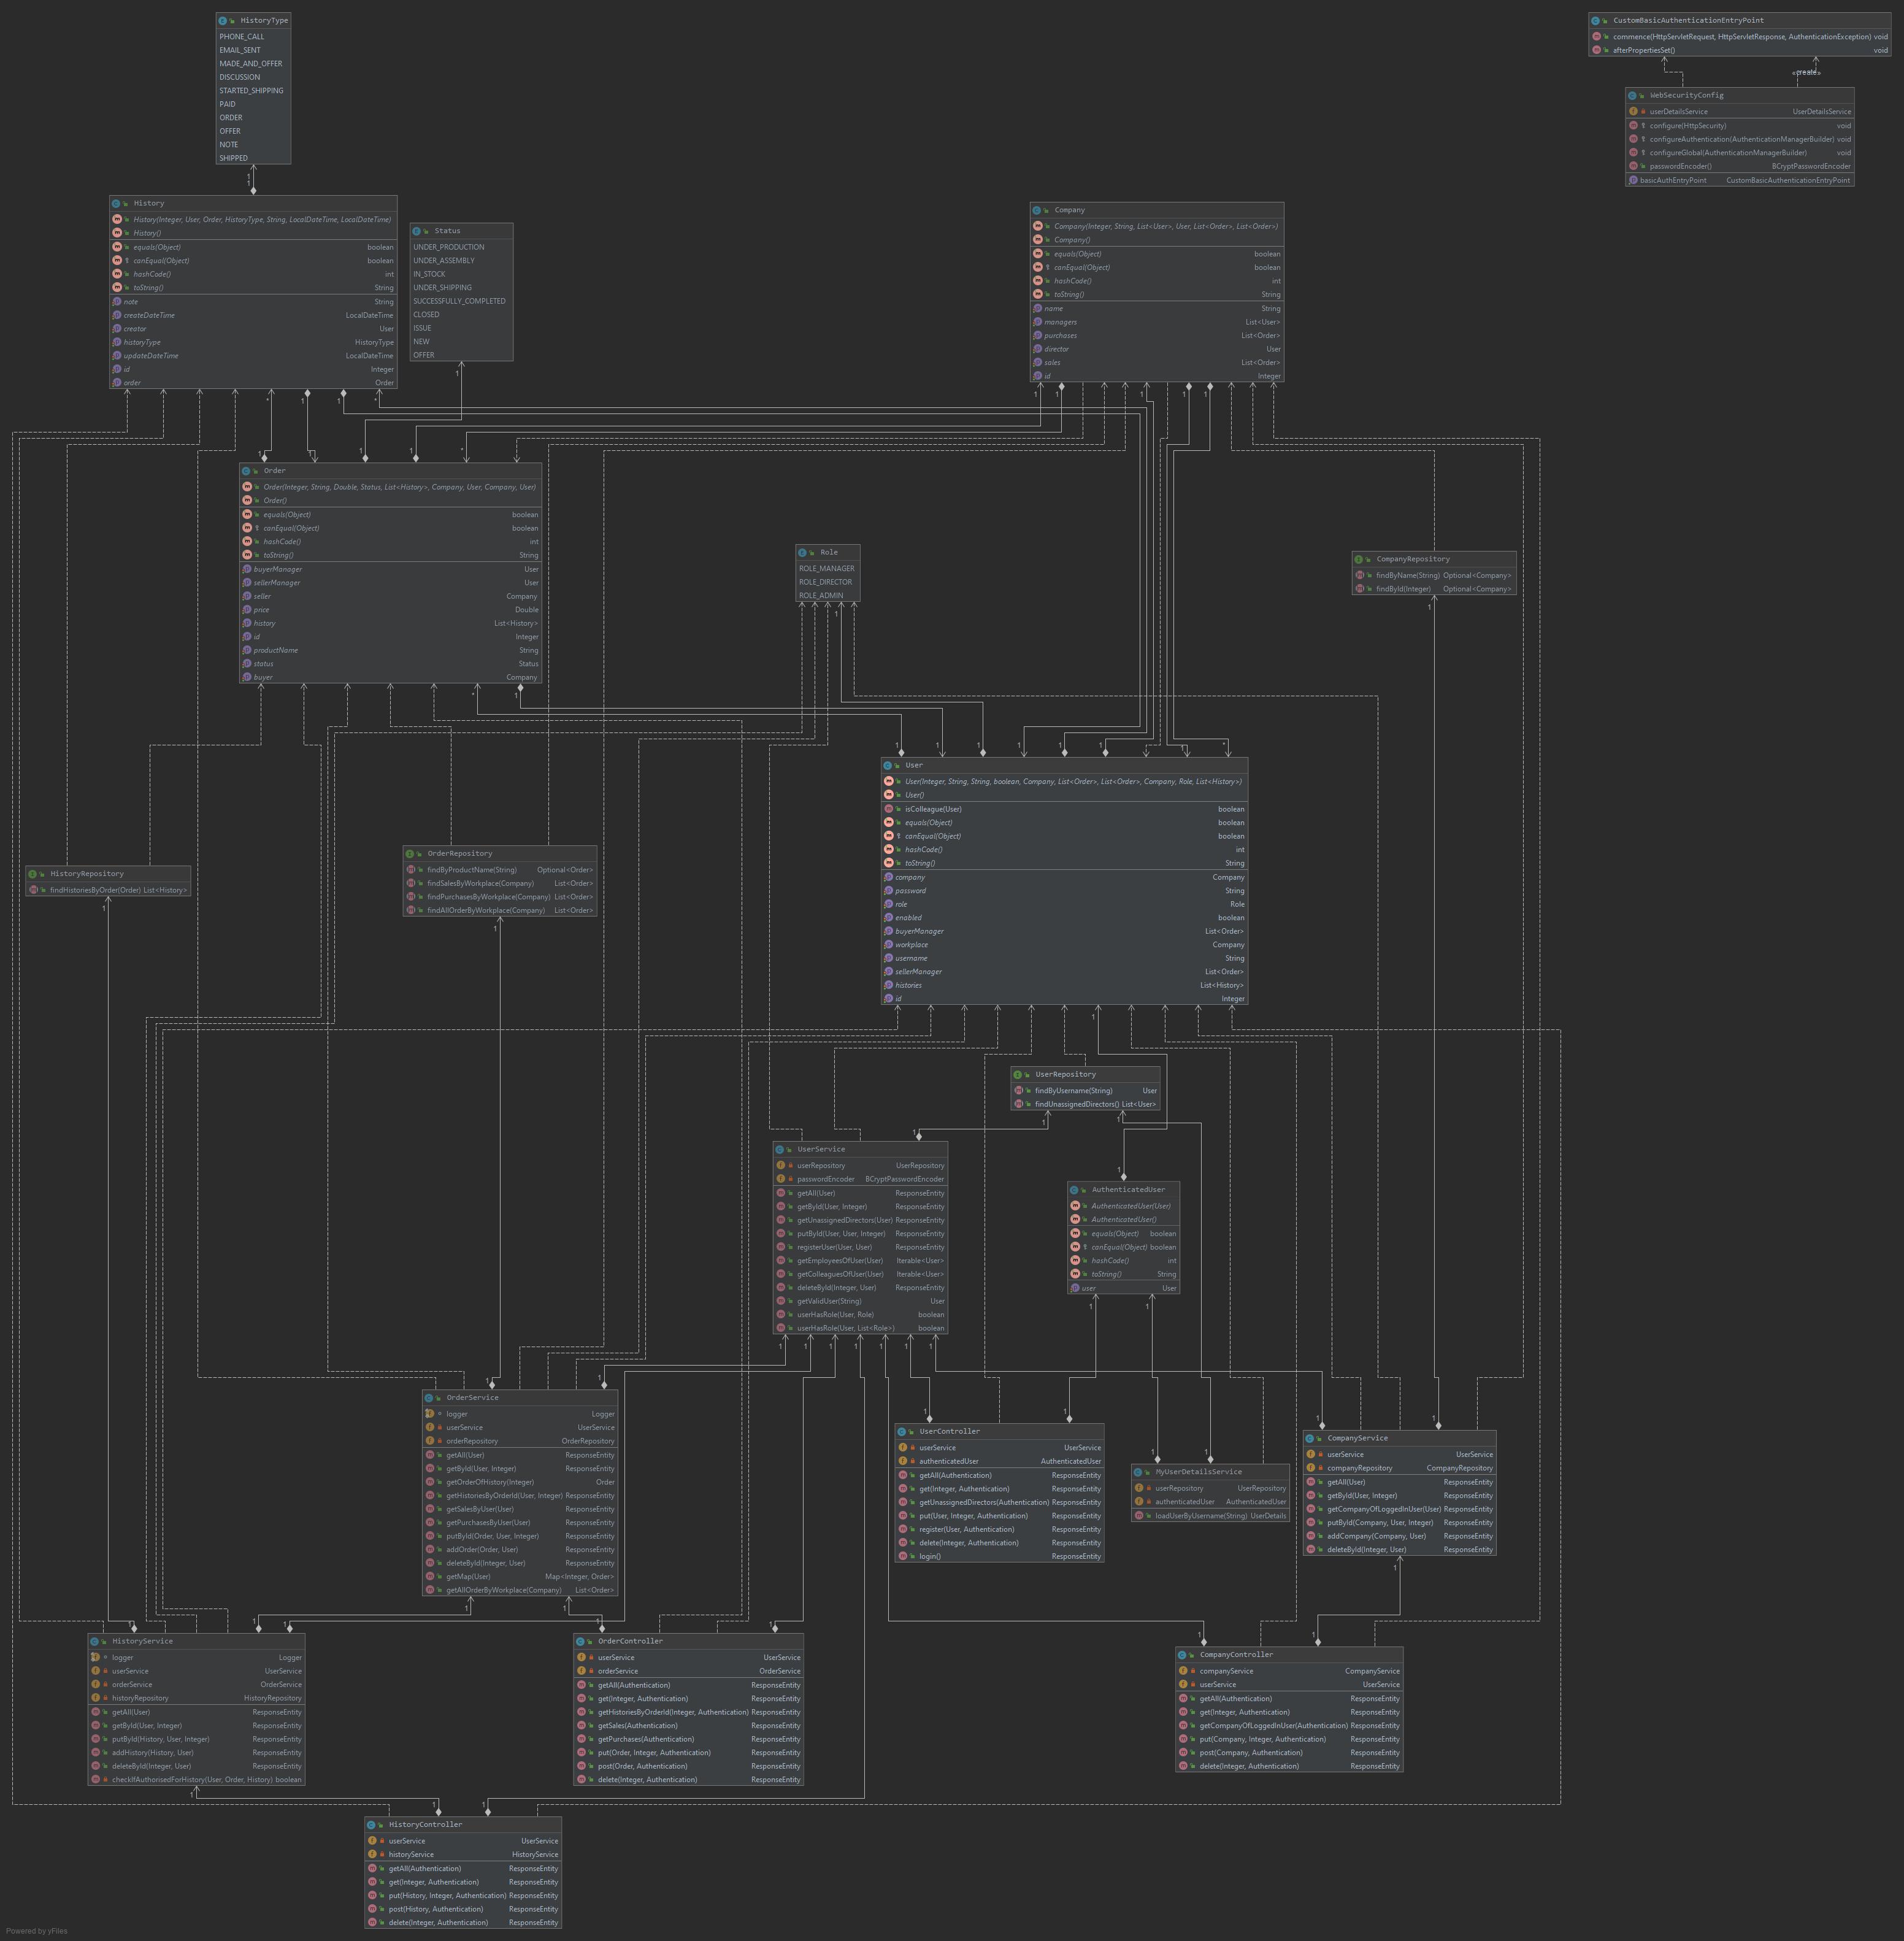 HistoryType
PHONE_CALL
EMAIL_SENT
MADE_AND_OFFER
DISCUSSION
STARTED_SHIPPING
PAID
ORDER
OFFER
NOTE
SHIPPED
CustomBasicAuthenticationEntryPoint
commence(HttpServletRequest, HttpServletResponse, AuthenticationException) void
afterPropertiesSet() void
«create»
WebSecurityConfig
userDetailsService UserDetailsService
configure(HttpSecurity) void
configureAuthentication(AuthenticationManagerBuilder) void
configureGlobal(AuthenticationManagerBuilder) void
passwordEncoder() BCryptPasswordEncoder
basicAuthEntryPoint CustomBasicAuthenticationEntryPoint
History
History(Integer, User, Order, HistoryType, String, LocalDateTime, LocalDateTime)
History()
equals(Object) boolean
canEqual(Object) boolean
hashCode() int
toString() String
note String
createDateTime LocalDateTime
creator User
historyType HistoryType
updateDateTime LocalDateTime
id Integer
order Order
Status
UNDER_PRODUCTION
UNDER_ASSEMBLY
IN_STOCK
UNDER_SHIPPING
SUCCESSFULLY_COMPLETED
CLOSED
ISSUE
NEW
OFFER
Company
Company(Integer, String, List<User>, User, List<Order>, List<Order>)
Company()
equals(Object) boolean
canEqual(Object) boolean
hashCode() int
toString() String
name String
managers List<User>
purchases List<Order>
director User
sales List<Order>
id Integer
Order
Order(Integer, String, Double, Status, List<History>, Company, User, Company, User)
Order()
equals(Object) boolean
canEqual(Object) boolean
hashCode() int
toString() String
buyerManager User
sellerManager User
seller Company
price Double
history List<History>
id Integer
productName String
status Status
buyer Company
Role
ROLE_MANAGER
ROLE_DIRECTOR
ROLE_ADMIN
CompanyRepository
findByName(String) Optional<Company>
findById(Integer) Optional<Company>
User
User(Integer, String, String, boolean, Company, List<Order>, List<Order>, Company, Role, List<History>)
User()
isColleague(User) boolean
equals(Object) boolean
canEqual(Object) boolean
hashCode() int
toString() String
company Company
password String
role Role
enabled boolean
buyerManager List<Order>
workplace Company
username String
sellerManager List<Order>
histories List<History>
id Integer
HistoryRepository
findHistoriesByOrder(Order) List<History>
OrderRepository
findByProductName(String) Optional<Order>
findSalesByWorkplace(Company) List<Order>
findPurchasesByWorkplace(Company) List<Order>
findAllOrderByWorkplace(Company) List<Order>
UserRepository
findByUsername(String) User
findUnassignedDirectors() List<User>
UserService
userRepository UserRepository
passwordEncoder BCryptPasswordEncoder
getAll(User) ResponseEntity
getById(User, Integer) ResponseEntity
getUnassignedDirectors(User) ResponseEntity
putById(User, User, Integer) ResponseEntity
registerUser(User, User) ResponseEntity
getEmployeesOfUser(User) Iterable<User>
getColleaguesOfUser(User) Iterable<User>
deleteById(Integer, User) ResponseEntity
getValidUser(String) User
userHasRole(User, Role) boolean
userHasRole(User, List<Role>) boolean
AuthenticatedUser
AuthenticatedUser(User)
AuthenticatedUser()
equals(Object) boolean
canEqual(Object) boolean
hashCode() int
toString() String
user User
OrderService
logger Logger
userService UserService
orderRepository OrderRepository
getAll(User) ResponseEntity
getById(User, Integer) ResponseEntity
getOrderOfHistory(Integer) Order
getHistoriesByOrderId(User, Integer) ResponseEntity
getSalesByUser(User) ResponseEntity
getPurchasesByUser(User) ResponseEntity
putById(Order, User, Integer) ResponseEntity
addOrder(Order, User) ResponseEntity
deleteById(Integer, User) ResponseEntity
getMap(User) Map<Integer, Order>
getAllOrderByWorkplace(Company) List<Order>
UserController
userService UserService
authenticatedUser AuthenticatedUser
getAll(Authentication) ResponseEntity
get(Integer, Authentication) ResponseEntity
getUnassignedDirectors(Authentication) ResponseEntity
put(User, Integer, Authentication) ResponseEntity
register(User, Authentication) ResponseEntity
delete(Integer, Authentication) ResponseEntity
login() ResponseEntity
MyUserDetailsService
userRepository UserRepository
authenticatedUser AuthenticatedUser
loadUserByUsername(String) UserDetails
CompanyService
userService UserService
companyRepository CompanyRepository
getAll(User) ResponseEntity
getById(User, Integer) ResponseEntity
getCompanyOfLoggedInUser(User) ResponseEntity
putById(Company, User, Integer) ResponseEntity
addCompany(Company, User) ResponseEntity
deleteById(Integer, User) ResponseEntity
HistoryService
logger Logger
userService UserService
orderService OrderService
historyRepository HistoryRepository
getAll(User) ResponseEntity
getById(User, Integer) ResponseEntity
putById(History, User, Integer) ResponseEntity
addHistory(History, User) ResponseEntity
deleteById(Integer, User) ResponseEntity
checkIfAuthorisedForHistory(User, Order, History) boolean
OrderController
userService UserService
orderService OrderService
getAll(Authentication) ResponseEntity
get(Integer, Authentication) ResponseEntity
getHistoriesByOrderId(Integer, Authentication) ResponseEntity
getSales(Authentication) ResponseEntity
getPurchases(Authentication) ResponseEntity
put(Order, Integer, Authentication) ResponseEntity
post(Order, Authentication) ResponseEntity
delete(Integer, Authentication) ResponseEntity
CompanyController
companyService CompanyService
userService UserService
getAll(Authentication) ResponseEntity
get(Integer, Authentication) ResponseEntity
getCompanyOfLoggedInUser(Authentication) ResponseEntity
put(Company, Integer, Authentication) ResponseEntity
post(Company, Authentication) ResponseEntity
delete(Integer, Authentication) ResponseEntity
HistoryController
userService UserService
historyService HistoryService
getAll(Authentication) ResponseEntity
get(Integer, Authentication) ResponseEntity
put(History, Integer, Authentication) ResponseEntity
post(History, Authentication) ResponseEntity
delete(Integer, Authentication) ResponseEntity
Powered by yFiles